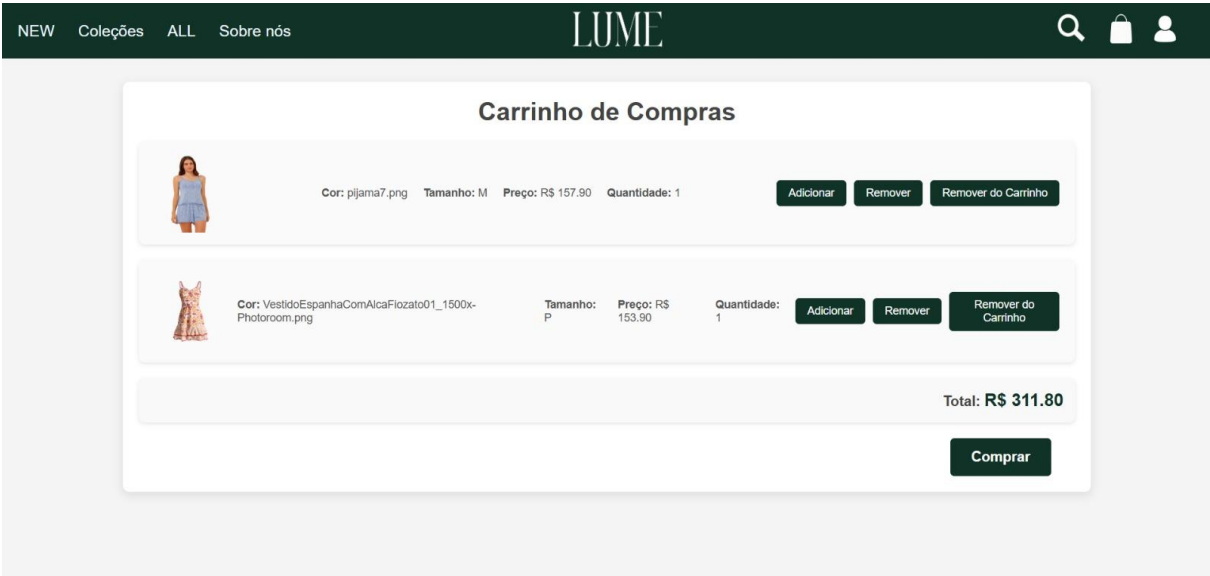 NEW Coleções ALL Sobre nós LUME
Carrinho de Compras
Cor: pijama7.png Tamanho: M Preço: R$ 157.90 Quantidade: 1 Adicionar Remover Remover do Carrinho
Cor: VestidoEspanhaComAlcaFiozato01_1500x-
Photoroom.png
Tamanho:
P
Preço: R$
153.90
Quantidade:
1
Adicionar
Remover
Remover do
Carrinho
Total: R$ 311.80
Comprar